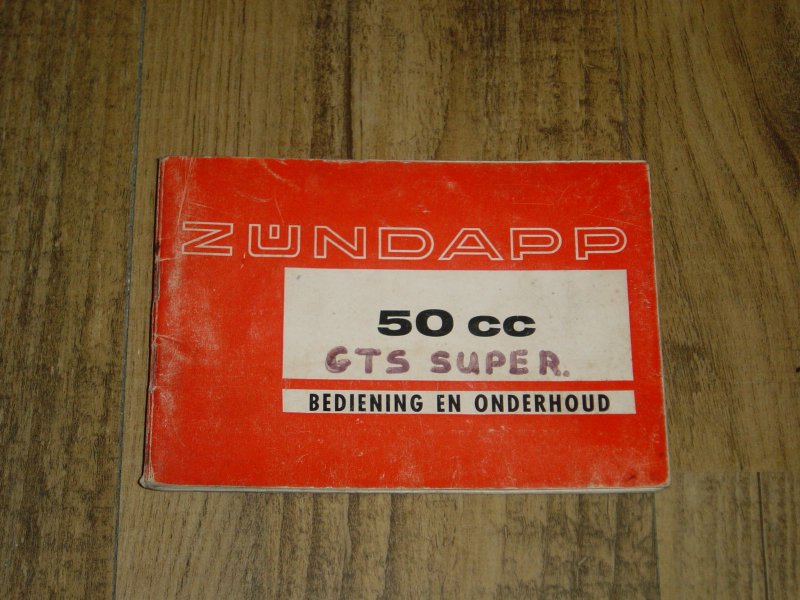 ZÜNDAPP
50 cc
GTS SUPER..
BEDIENING EN ONDERHOUD